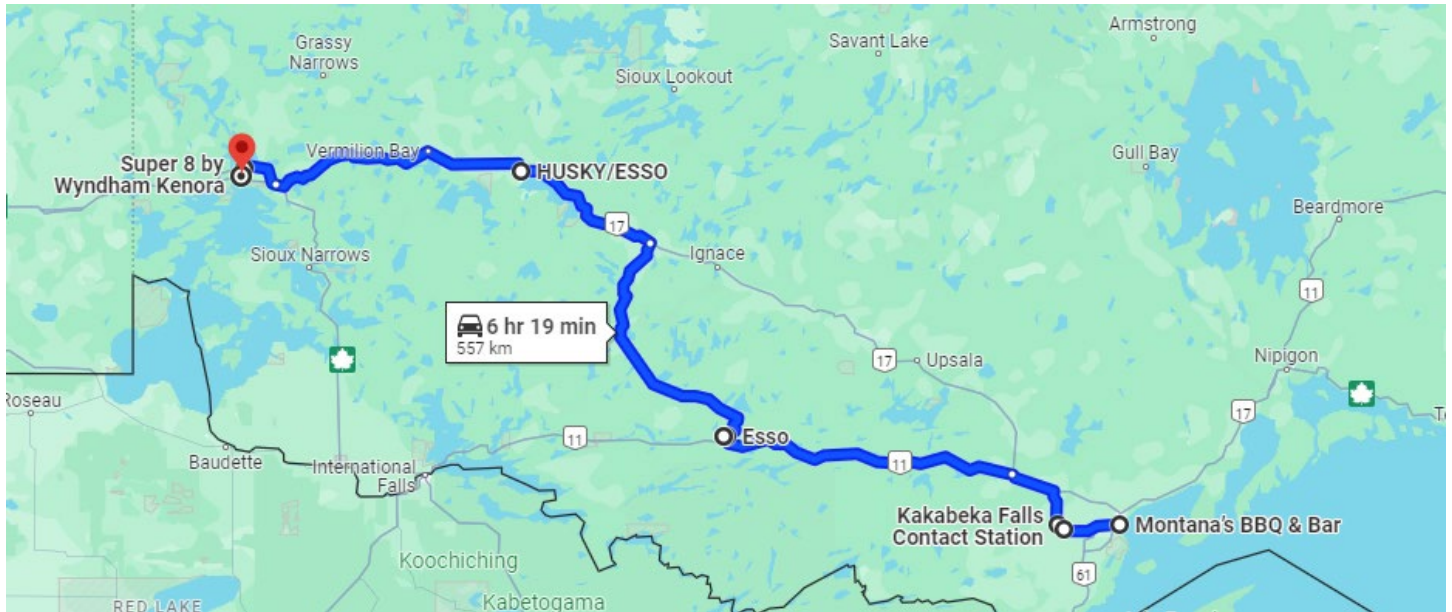 Armstrong
Savant Lake
Grassy
Narrows
Sioux Lookout
Super 8 by
Wyndham Kenora
Vermilion Bay
HUSKY/ESSO
Gull Bay
17
Beardmore
Sioux Narrows
Ignace
11
6 hr 19 min
557 km
17
Upsala
Nipigon
Roseau
17
Baudette
11
Esso
International
Falls
11
Kakabeka Falls
Contact Station
Montana's BBQ & Bar
Koochiching
61
RED LAKE
Kabetogama